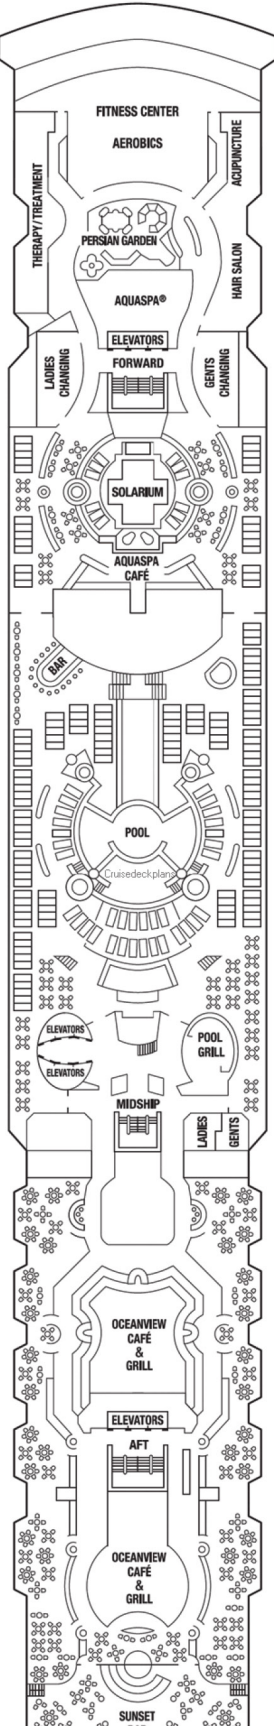 FITNESS CENTER
AEROBICS
ACUPUNCTURE
THERAPY/TREATMENT
PERSIAN GARDEN
HAIR SALON
AQUASPA®
ELEVATORS
FORWARD
LADIES
CHANGING
GENTS
CHANGING
SOLARIUM
AQUASPA
CAFÉ
BAR
POOL
Cruisedeckplans
ELEVATORS
ELEVATORS
POOL
GRILL
MIDSHIP
LADIES
GENTS
OCEANVIEW
CAFÉ
&
GRILL
ELEVATORS
AFT
OCEANVIEW
CAFÉ
&
GRILL
SUNSET